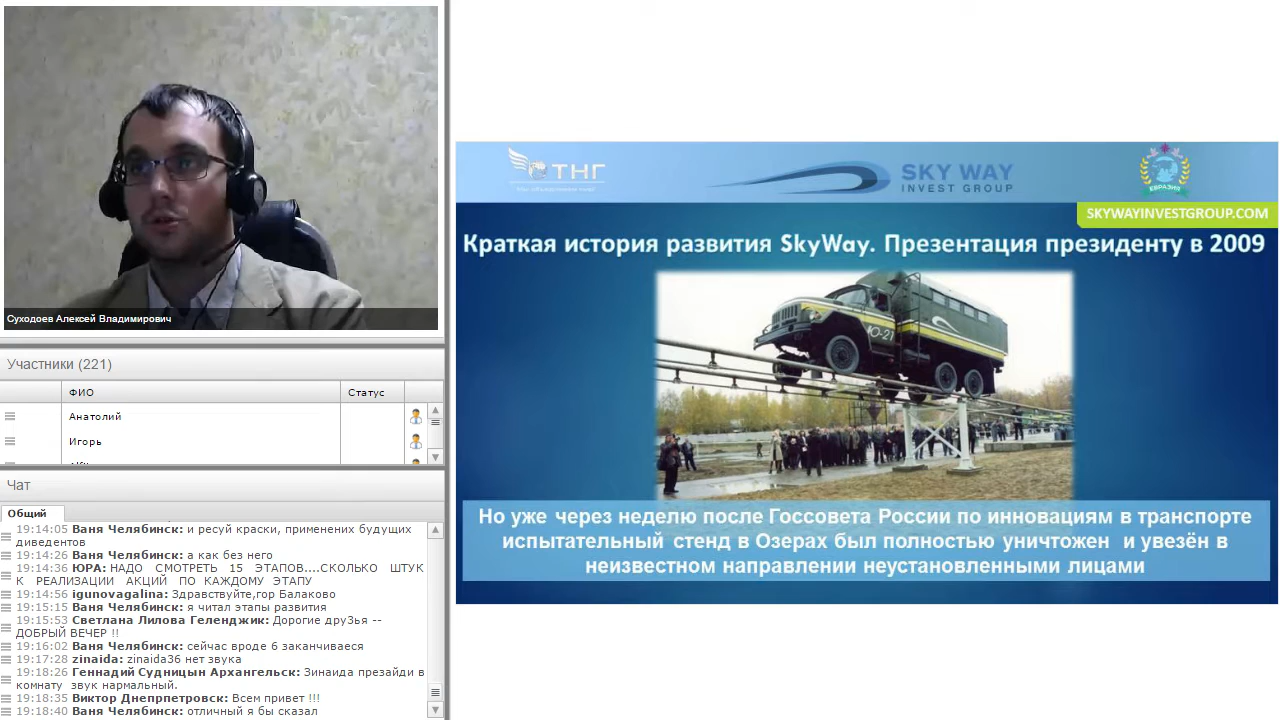 Суходоев Алексей Владимирович
Участники (221)
ФИО
Статус
Анатолий
Игорь
Чат
Общий
19:14:05 Ваня Челябинск: и ресуй краски, применених будущих
диведентов
19:14:26 Ваня Челябинск: а как без него
19:14:36 ЮРА: НАДО СМОТРЕТЬ 15 ЭТАПОВ....СКОЛЬКО ШТУК
К РЕАЛИЗАЦИИ АКЦИЙ ПО КАЖДОМУ ЭТАПУ
19:14:56 igunovagalina: Здравствуйте,гор Балаково
19:15:15 Ваня Челябинск: я читал этапы развития
19:15:53 Светлана Лилова Геленджик: Дорогие друЗья --
ДОБРЫЙ ВЕЧЕР !!
19:16:02 Ваня Челябинск: сейчас вроде 6 заканчиваеся
19:17:28 zinaida: zinaida36 нет звука
19:18:26 Геннадий Судницын Архангельск: Зинаида презайди в
комнату звук нармальный.
19:18:35 Виктор Днепрпетровск: Всем привет !!!
19:18:40 Ваня Челябинск: отличный я бы сказал
ТНГ
SKY WAY
INVEST GROUP
ЕВРАЗИЯ
SKYWAYINVESTGROUP.COM
Краткая история развития SkyWay. Презентация президенту в 2009
Ю-21
Но уже через неделю после Госсовета России по инновациям в транспорте
испытательный стенд в Озерах был полностью уничтожен и увезён в
неизвестном направлении неустановленными лицами